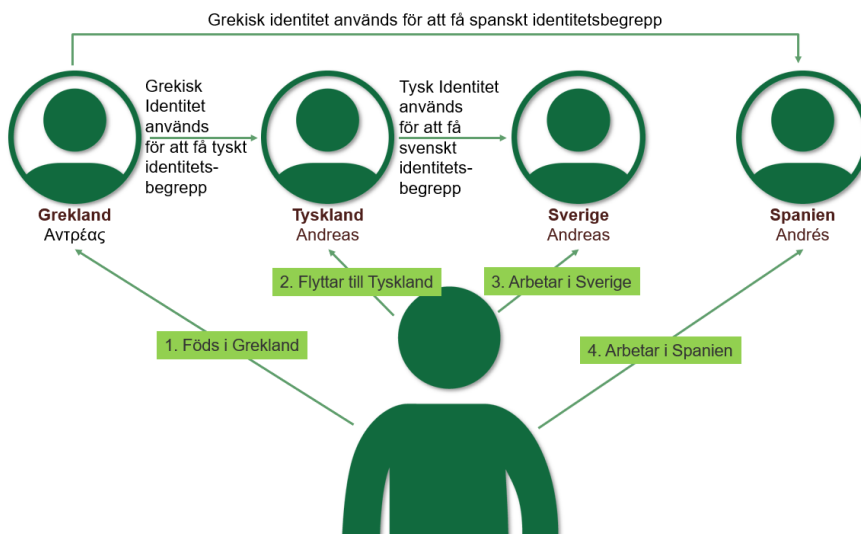 Grekisk identitet används för att få spanskt identitetsbegrepp
Grekisk
Identitet
används
för att få tyskt
identitets-
begrepp
Tysk Identitet
används
för att få
svenskt
identitets-
begrepp
Grekland
Αντρέας
Tyskland
Andreas
Sverige
Andreas
Spanien
Andrés
2. Flyttar till Tyskland
3. Arbetar i Sverige
1. Föds i Grekland
4. Arbetar i Spanien